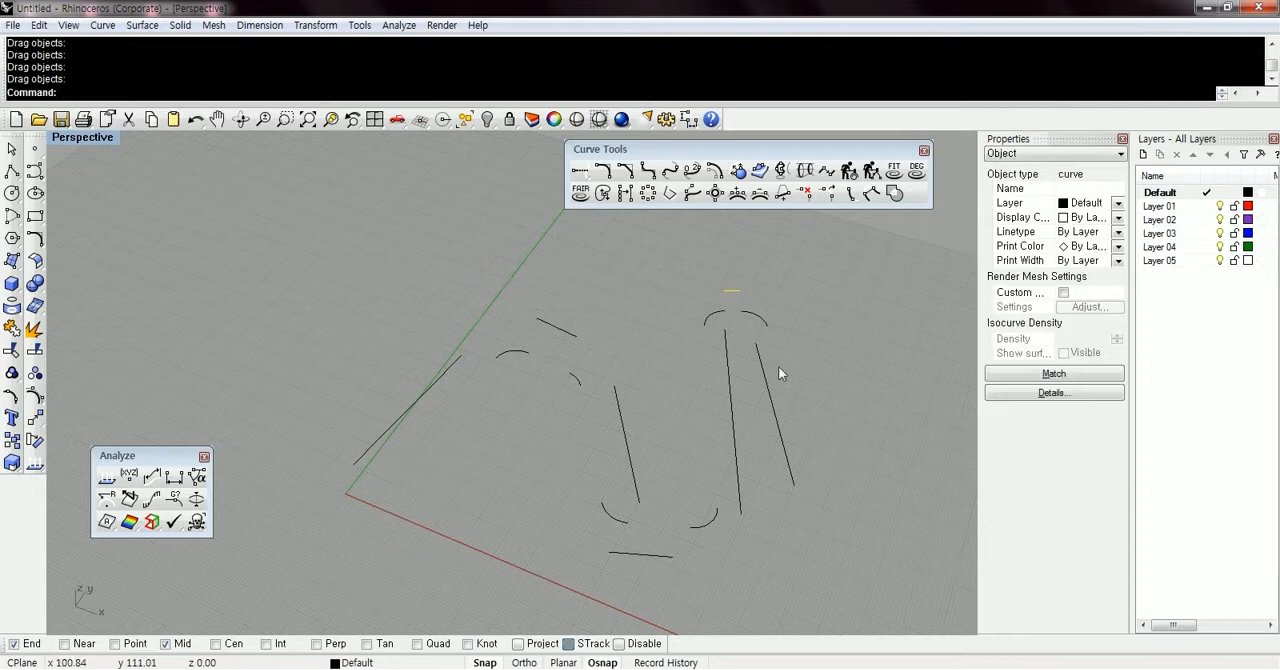 Untitled - Rhinoceros (Corporate) - [Perspective]
File Edit View Curve Surface Solid Mesh Dimension Transform Tools Analyze Render Help
Drag objects:
Drag objects:
Drag objects:
Drag objects:
Command:
Perspective
Curve Tools
FIT DEG
FAIR
Properties
Object
Object type curve
Name
Layer Default
Display C... By La...
Linetype By Layer
Print Color By La...
Print Width By Layer
Render Mesh Settings
Custom ...
Settings Adjust...
Isocurve Density
Density
Show surf... Visible
Match
Details...
Layers - All Layers
Name
Default
Layer 01
Layer 02
Layer 03
Layer 04
Layer 05
Analyze
z y
x
End Near Point Mid Cen Int Perp Tan Quad Knot Project STrack Disable
CPlane x 100.84 y 111.01 z 0.00 Default Snap Ortho Planar Osnap Record History